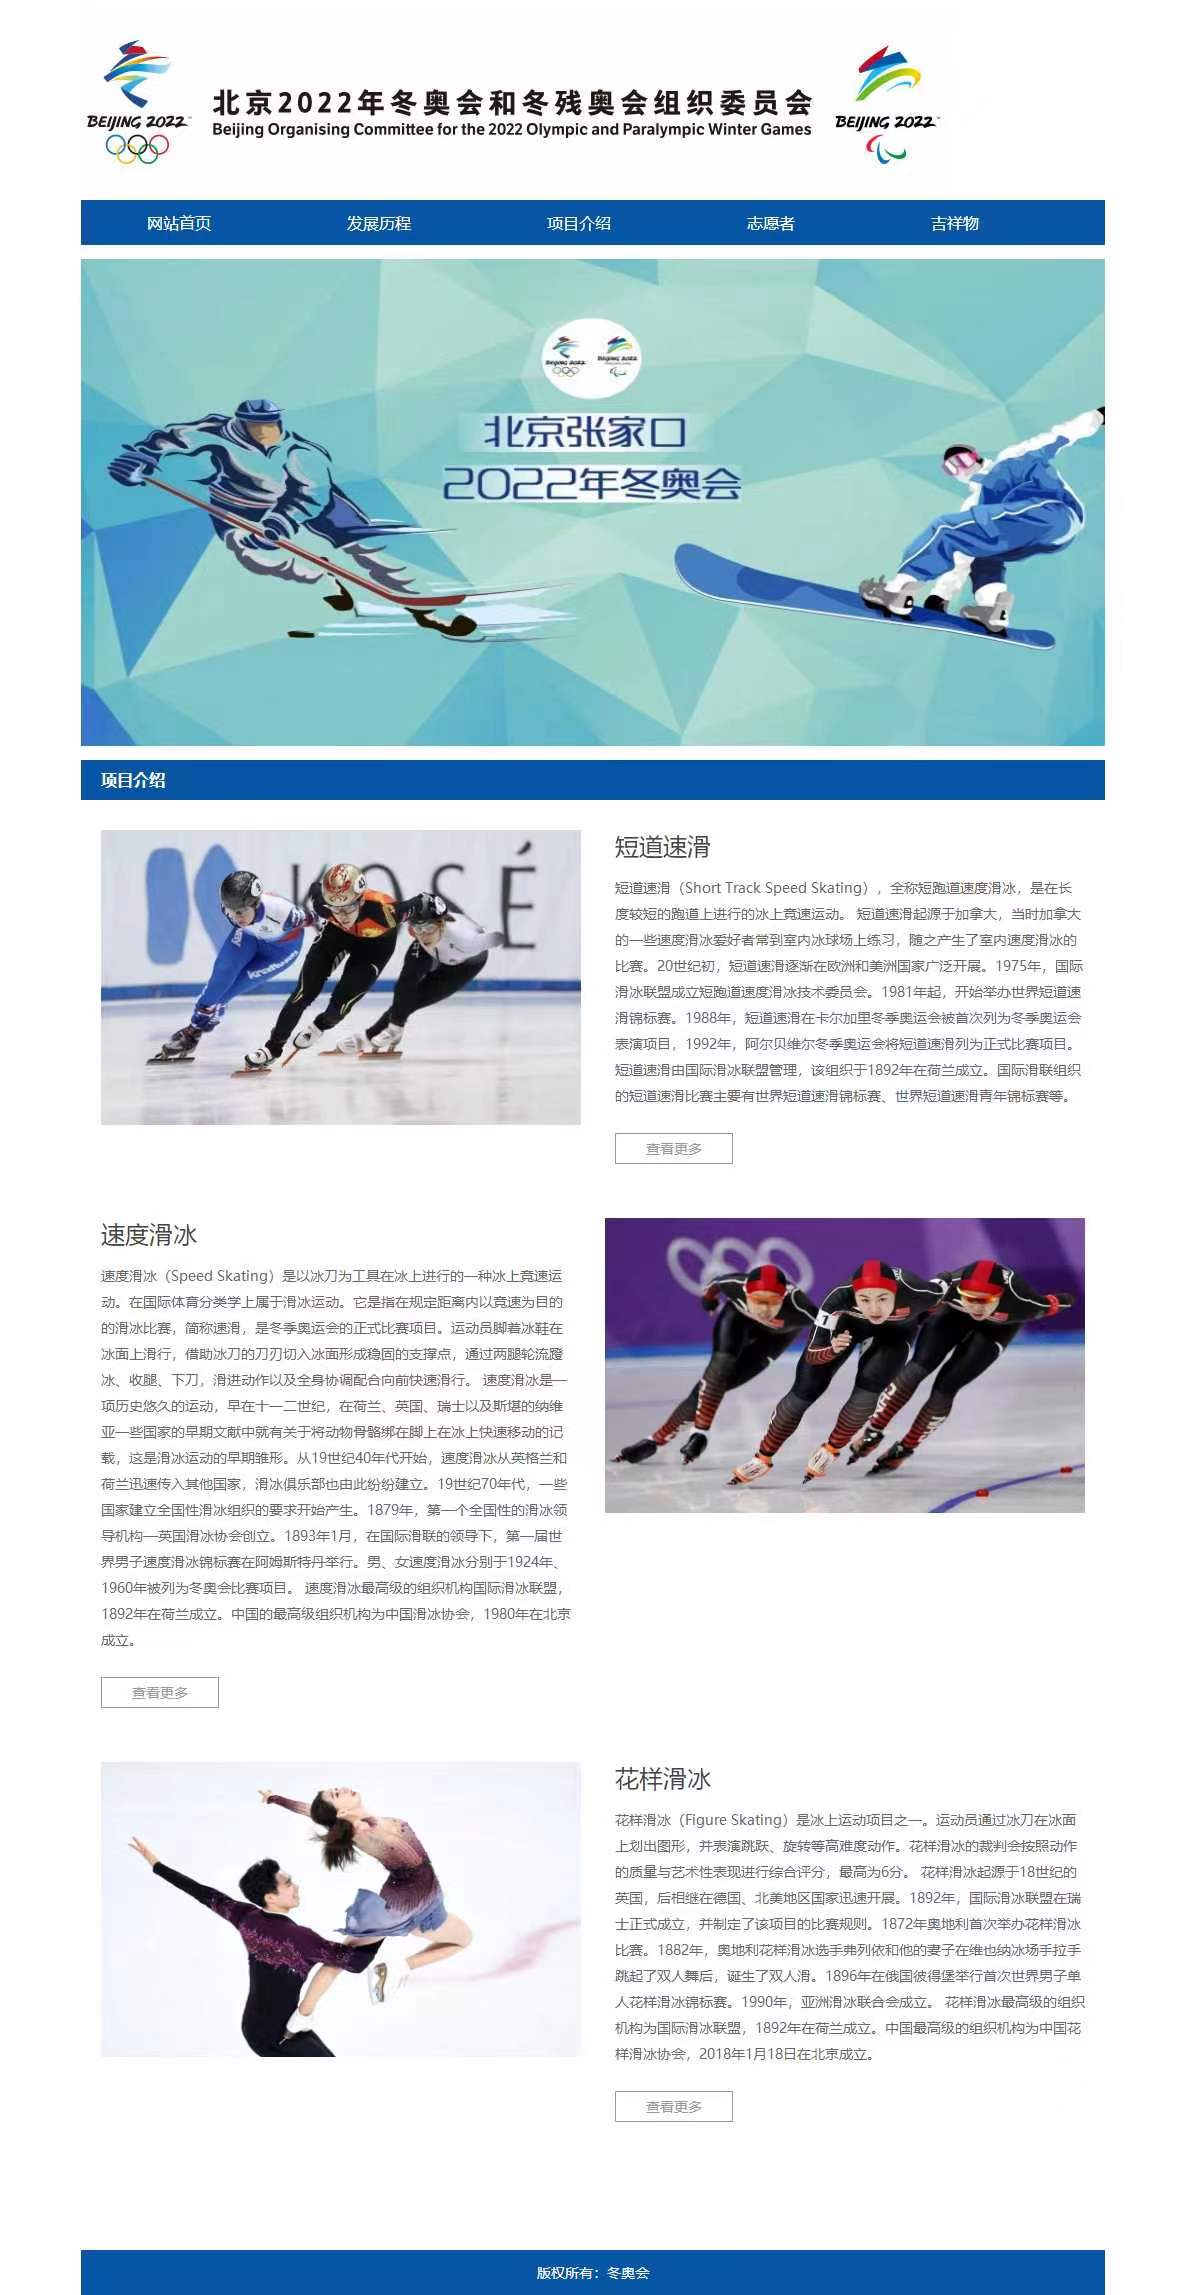 BEIJING 2022
北京2022年冬奥会和冬残奥会组织委员会
Beijing Organising Committee for the 2022 Olympic and Paralympic Winter Games
BEIJING 2022
网站首页 发展历程 项目介绍 志愿者 吉祥物
BEIJING 2022 BEIJING 2022
北京张家口
2022年冬奥会
项目介绍
KOSÉ
短道速滑
短道速滑（Short Track Speed Skating），全称短跑道速度滑冰，是在长
度较短的跑道上进行的冰上竞速运动。 短道速滑起源于加拿大，当时加拿大
的一些速度滑冰爱好者常到室内冰球场上练习，随之产生了室内速度滑冰的
比赛。20世纪初，短道速滑逐渐在欧洲和美洲国家广泛开展。1975年，国际
滑冰联盟成立短跑道速度滑冰技术委员会。1981年起，开始举办世界短道速
滑锦标赛。1988年，短道速滑在卡尔加里冬季奥运会被首次列为冬季奥运会
表演项目，1992年，阿尔贝维尔冬季奥运会将短道速滑列为正式比赛项目。
短道速滑由国际滑冰联盟管理，该组织于1892年在荷兰成立。国际滑联组织
的短道速滑比赛主要有世界短道速滑锦标赛、世界短道速滑青年锦标赛等。
查看更多
速度滑冰
速度滑冰（Speed Skating）是以冰刀为工具在冰上进行的一种冰上竞速运
动。在国际体育分类学上属于滑冰运动。它是指在规定距离内以竞速为目的
的滑冰比赛，简称速滑，是冬季奥运会的正式比赛项目。运动员脚着冰鞋在
冰面上滑行，借助冰刀的刀刃切入冰面形成稳固的支撑点，通过两腿轮流蹬
冰、收腿、下刀，滑进动作以及全身协调配合向前快速滑行。 速度滑冰是一
项历史悠久的运动，早在十一二世纪，在荷兰、英国、瑞士以及斯堪的纳维
亚一些国家的早期文献中就有关于将动物骨骼绑在脚上在冰上快速移动的记
载，这是滑冰运动的早期雏形。从19世纪40年代开始，速度滑冰从英格兰和
荷兰迅速传入其他国家，滑冰俱乐部也由此纷纷建立。19世纪70年代，一些
国家建立全国性滑冰组织的要求开始产生。1879年，第一个全国性的滑冰领
导机构—英国滑冰协会创立。1893年1月，在国际滑联的领导下，第一届世
界男子速度滑冰锦标赛在阿姆斯特丹举行。男、女速度滑冰分别于1924年、
1960年被列为冬奥会比赛项目。 速度滑冰最高级的组织机构国际滑冰联盟，
1892年在荷兰成立。中国的最高级组织机构为中国滑冰协会，1980年在北京
成立。
查看更多
花样滑冰
花样滑冰（Figure Skating）是冰上运动项目之一。运动员通过冰刀在冰面
上划出图形，并表演跳跃、旋转等高难度动作。花样滑冰的裁判会按照动作
的质量与艺术性表现进行综合评分，最高为6分。 花样滑冰起源于18世纪的
英国，后相继在德国、北美地区国家迅速开展。1892年，国际滑冰联盟在瑞
士正式成立，并制定了该项目的比赛规则。1872年奥地利首次举办花样滑冰
比赛。1882年，奥地利花样滑冰选手弗列依和他的妻子在维也纳冰场手拉手
跳起了双人舞后，诞生了双人滑。1896年在俄国彼得堡举行首次世界男子单
人花样滑冰锦标赛。1990年，亚洲滑冰联合会成立。 花样滑冰最高级的组织
机构为国际滑冰联盟，1892年在荷兰成立。中国最高级的组织机构为中国花
样滑冰协会，2018年1月18日在北京成立。
查看更多
版权所有：冬奥会